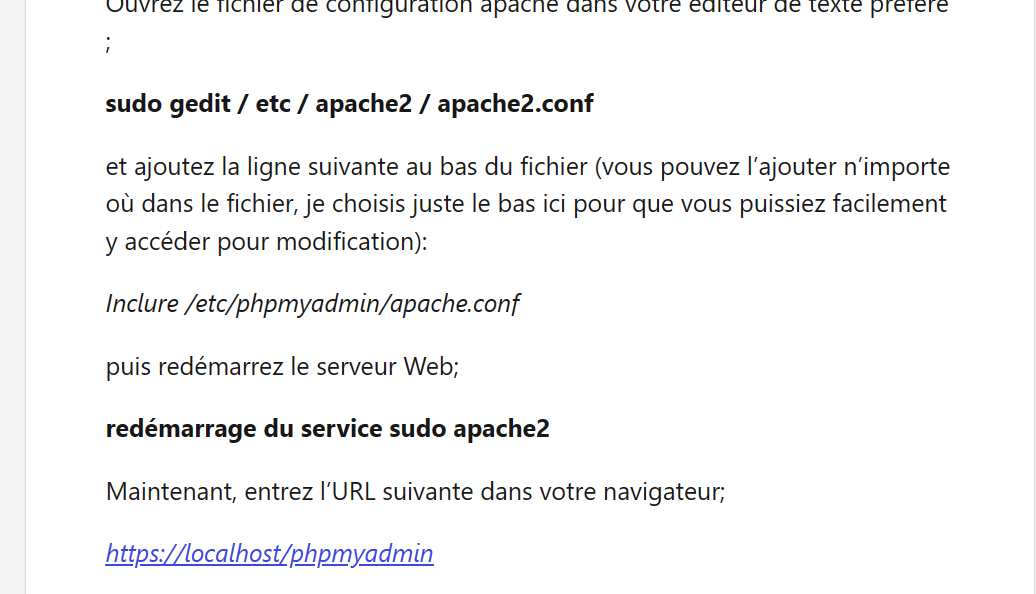 Ouvrez le fichier de configuration apache dans votre éditeur de texte préféré
;
sudo gedit / etc / apache2 / apache2.conf
et ajoutez la ligne suivante au bas du fichier (vous pouvez l’ajouter n’importe
où dans le fichier, je choisis juste le bas ici pour que vous puissiez facilement
y accéder pour modification):
Inclure /etc/phpmyadmin/apache.conf
puis redémarrez le serveur Web;
redémarrage du service sudo apache2
Maintenant, entrez l’URL suivante dans votre navigateur;
https://localhost/phpmyadmin